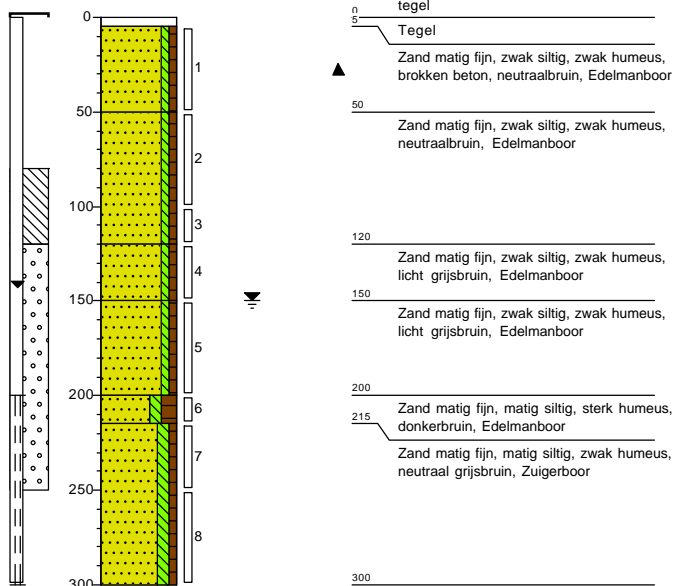 0
50
100
150
200
250
300
1
2
3
4
5
6
7
8
0
tegel
5
Tegel
Zand matig fijn, zwak siltig, zwak humeus,
brokken beton, neutraalbruin, Edelmanboor
50
Zand matig fijn, zwak siltig, zwak humeus,
neutraalbruin, Edelmanboor
120
Zand matig fijn, zwak siltig, zwak humeus,
licht grijsbruin, Edelmanboor
150
Zand matig fijn, zwak siltig, zwak humeus,
licht grijsbruin, Edelmanboor
200
Zand matig fijn, matig siltig, sterk humeus,
donkerbruin, Edelmanboor
215
Zand matig fijn, matig siltig, zwak humeus,
neutraal grijsbruin, Zuigerboor
300